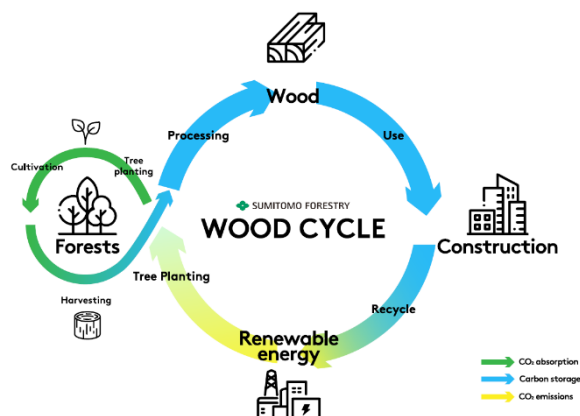 Wood
Processing
Use
Cultivation
Tree
planting
SUMITOMO FORESTRY
WOOD CYCLE
Forests
Construction
Tree Planting
Harvesting
Recycle
Renewable
energy
CO₂ absorption
Carbon storage
CO₂ emissions